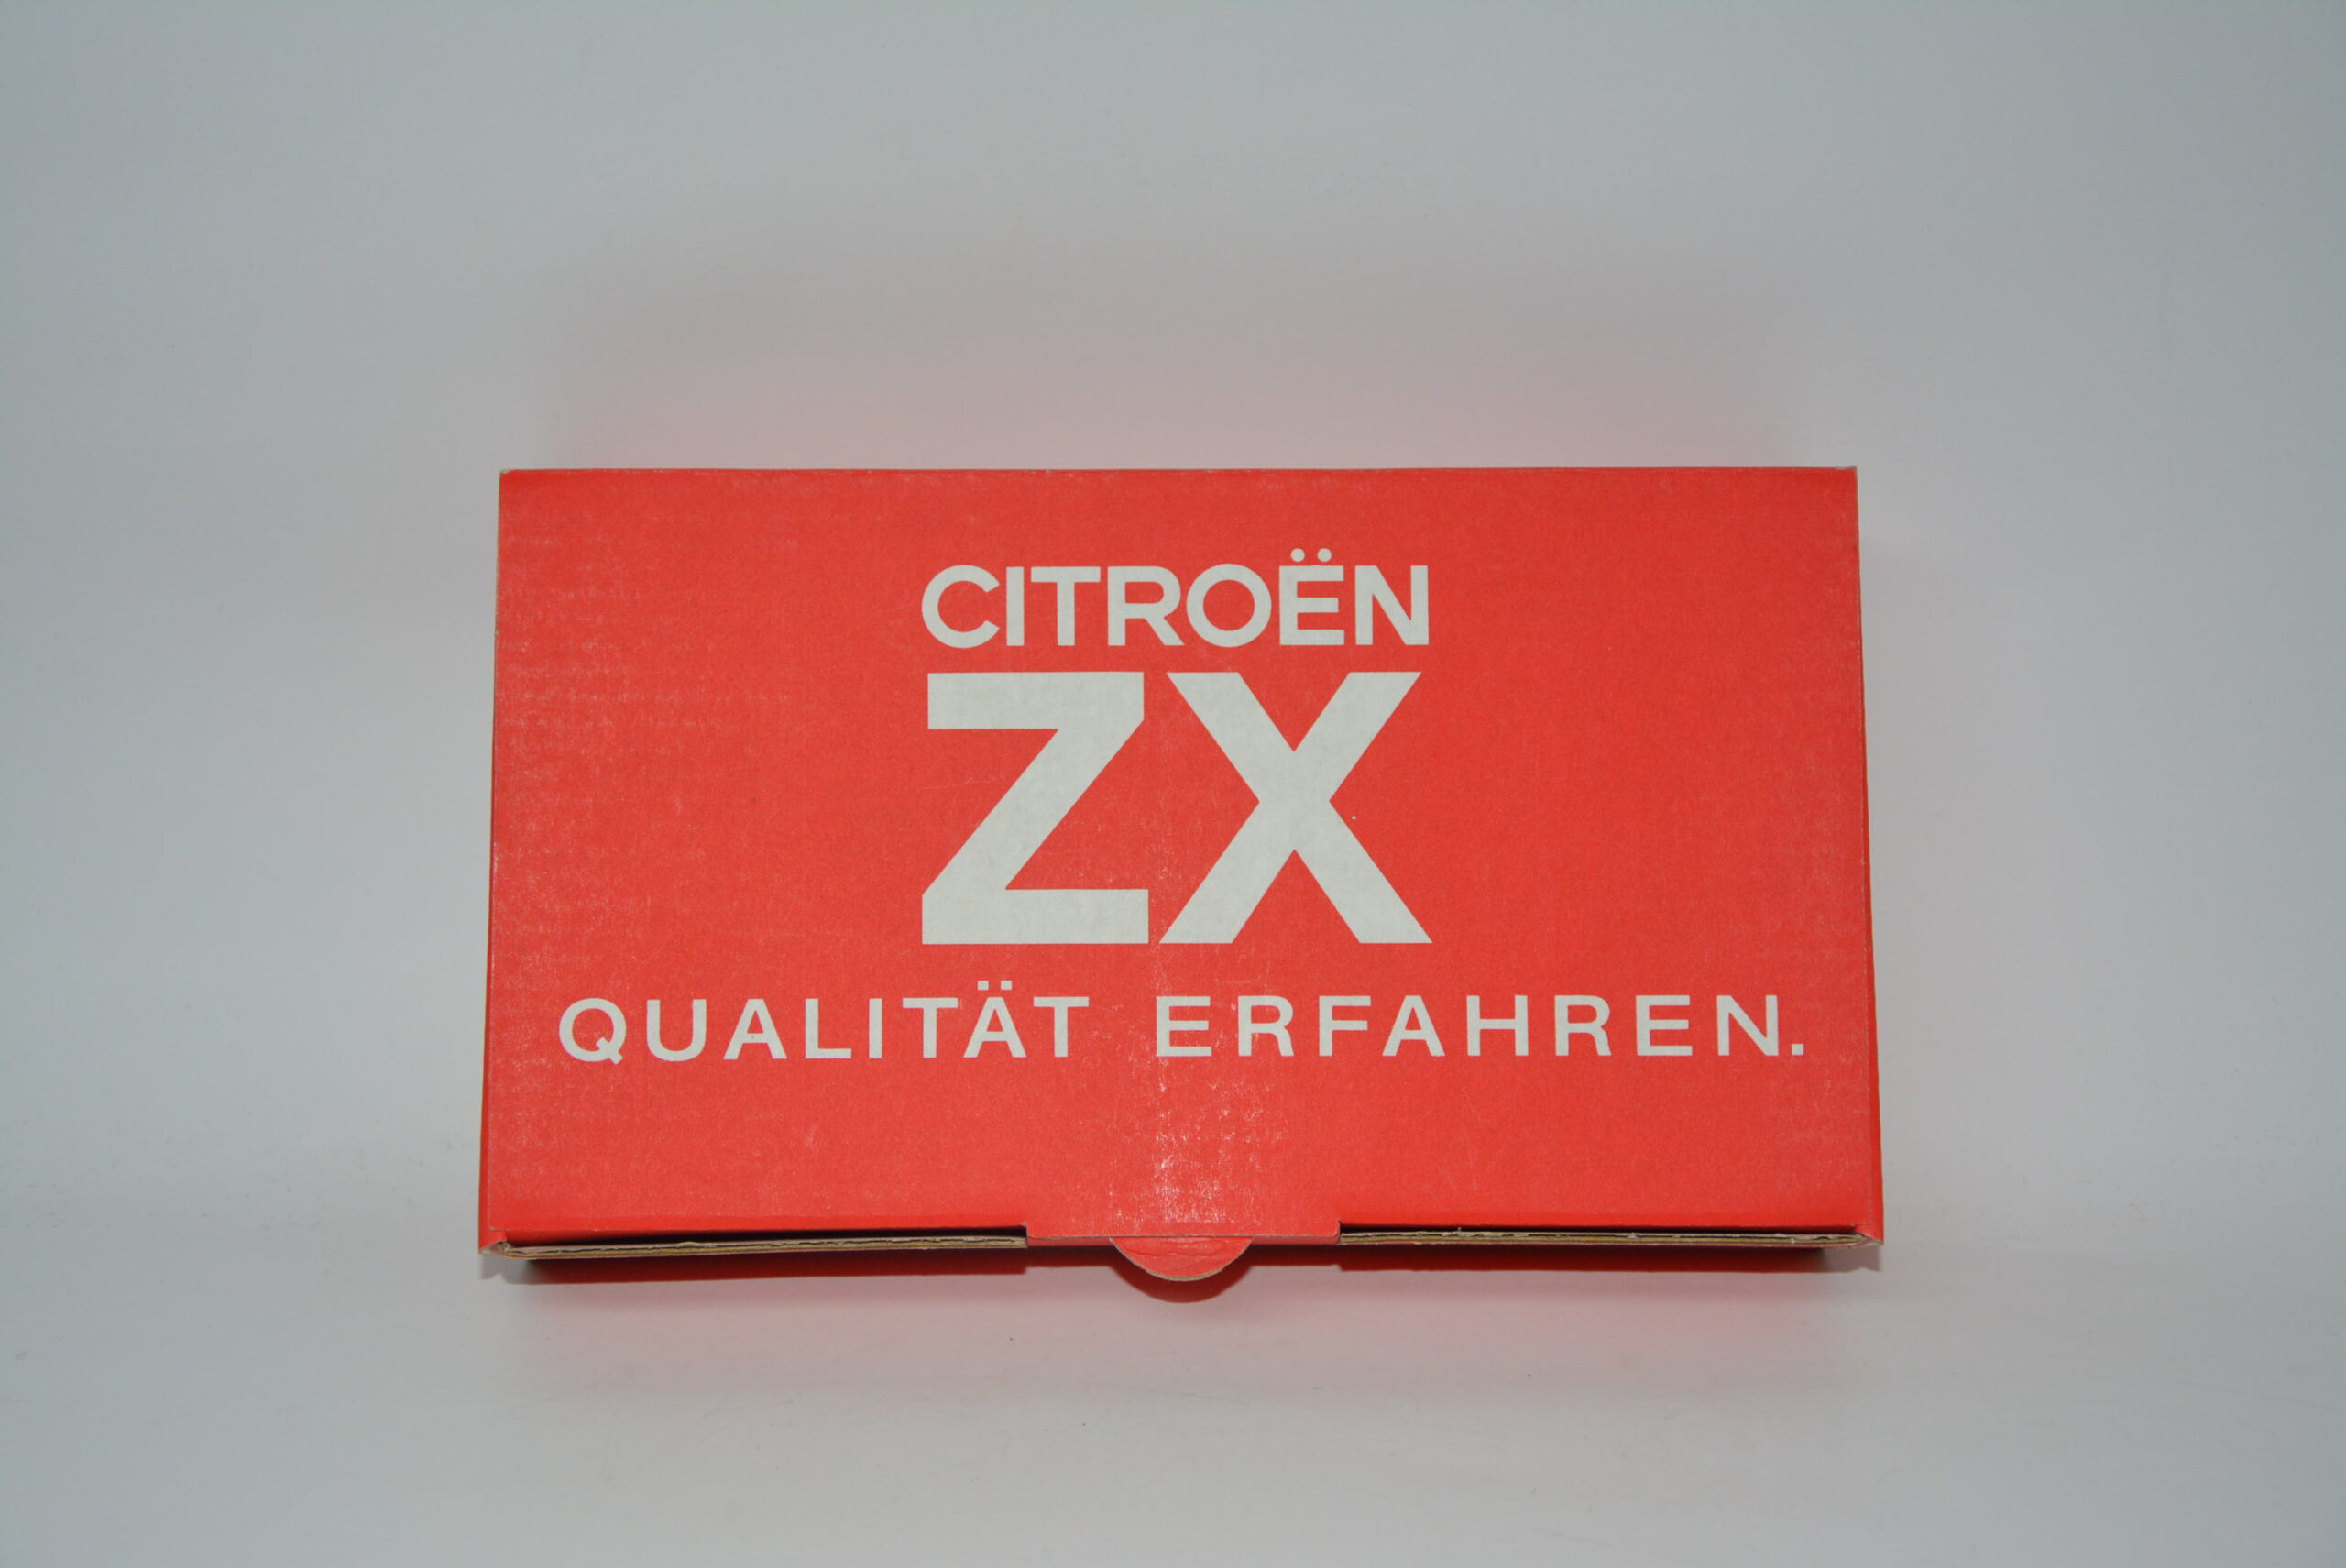 CITROËN
ZX
QUALITÄT ERFAHREN.